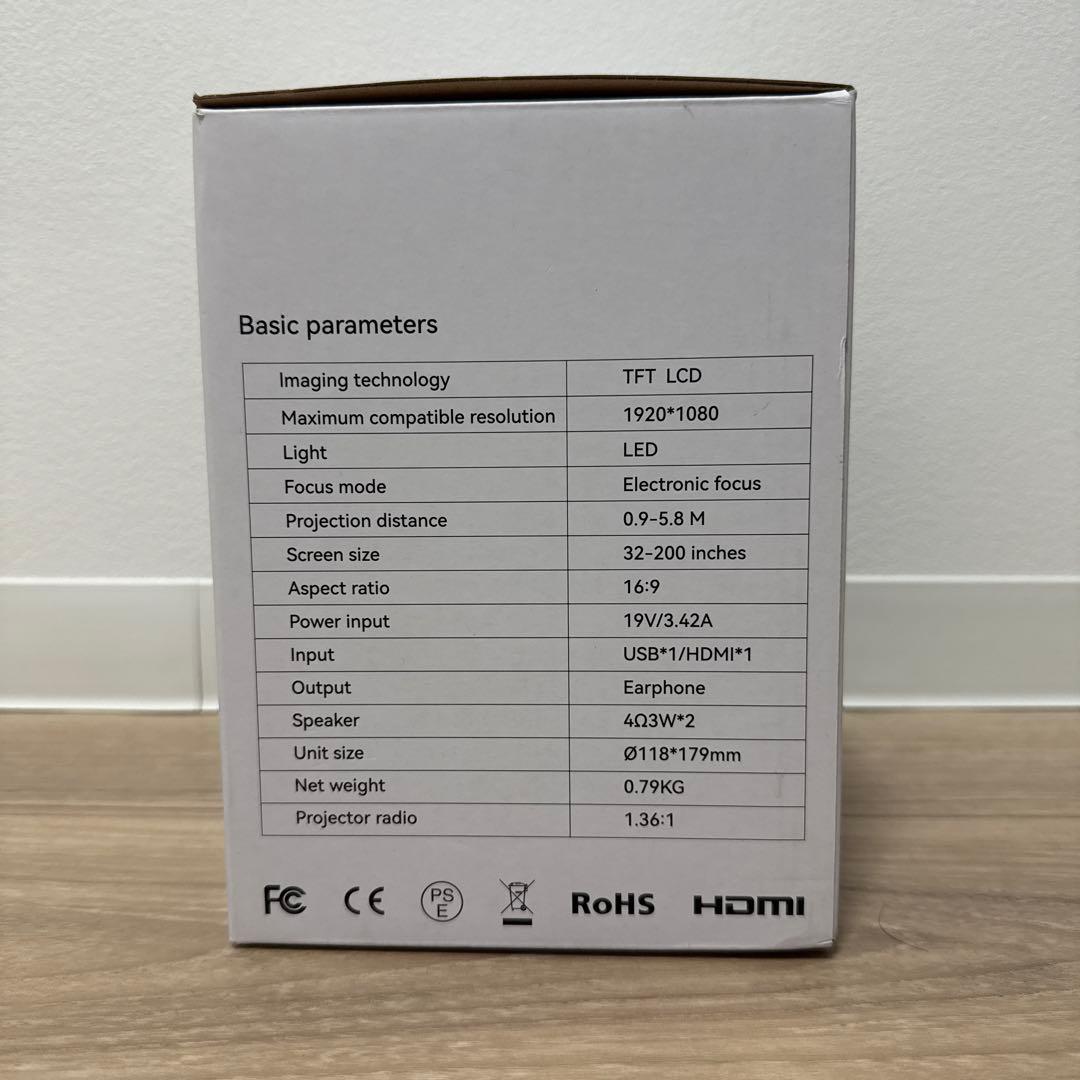 Basic parameters
Imaging technology TFT LCD
Maximum compatible resolution 1920*1080
Light LED
Focus mode Electronic focus
Projection distance 0.9-5.8 M
Screen size 32-200 inches
Aspect ratio 16:9
Power input 19V/3.42A
Input USB*1/HDMI*1
Output Earphone
Speaker 4Ω3W*2
Unit size Ø118*179mm
Net weight 0.79KG
Projector radio 1.36:1
FC CE PS E RoHS HDMI